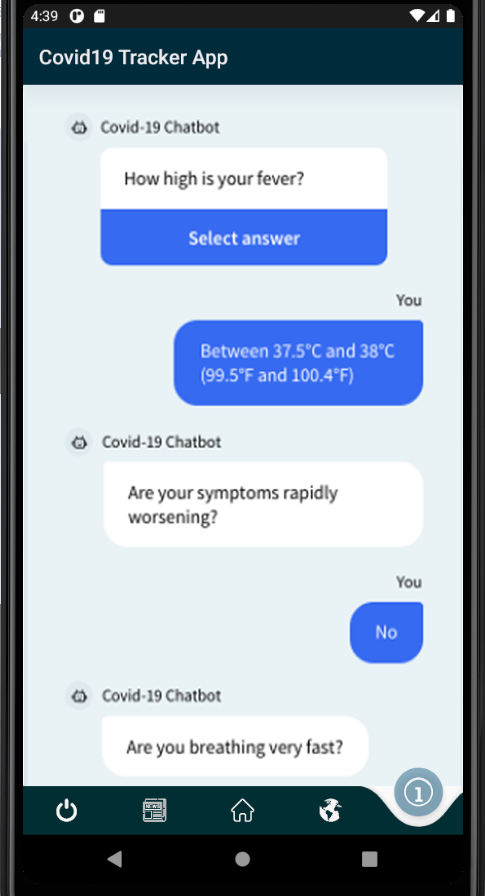 4:39
Covid19 Tracker App
Covid-19 Chatbot
How high is your fever?
Select answer
You
Between 37.5°C and 38°C
(99.5°F and 100.4°F)
Covid-19 Chatbot
Are your symptoms rapidly
worsening?
You
No
Covid-19 Chatbot
Are you breathing very fast?
NEWS
1